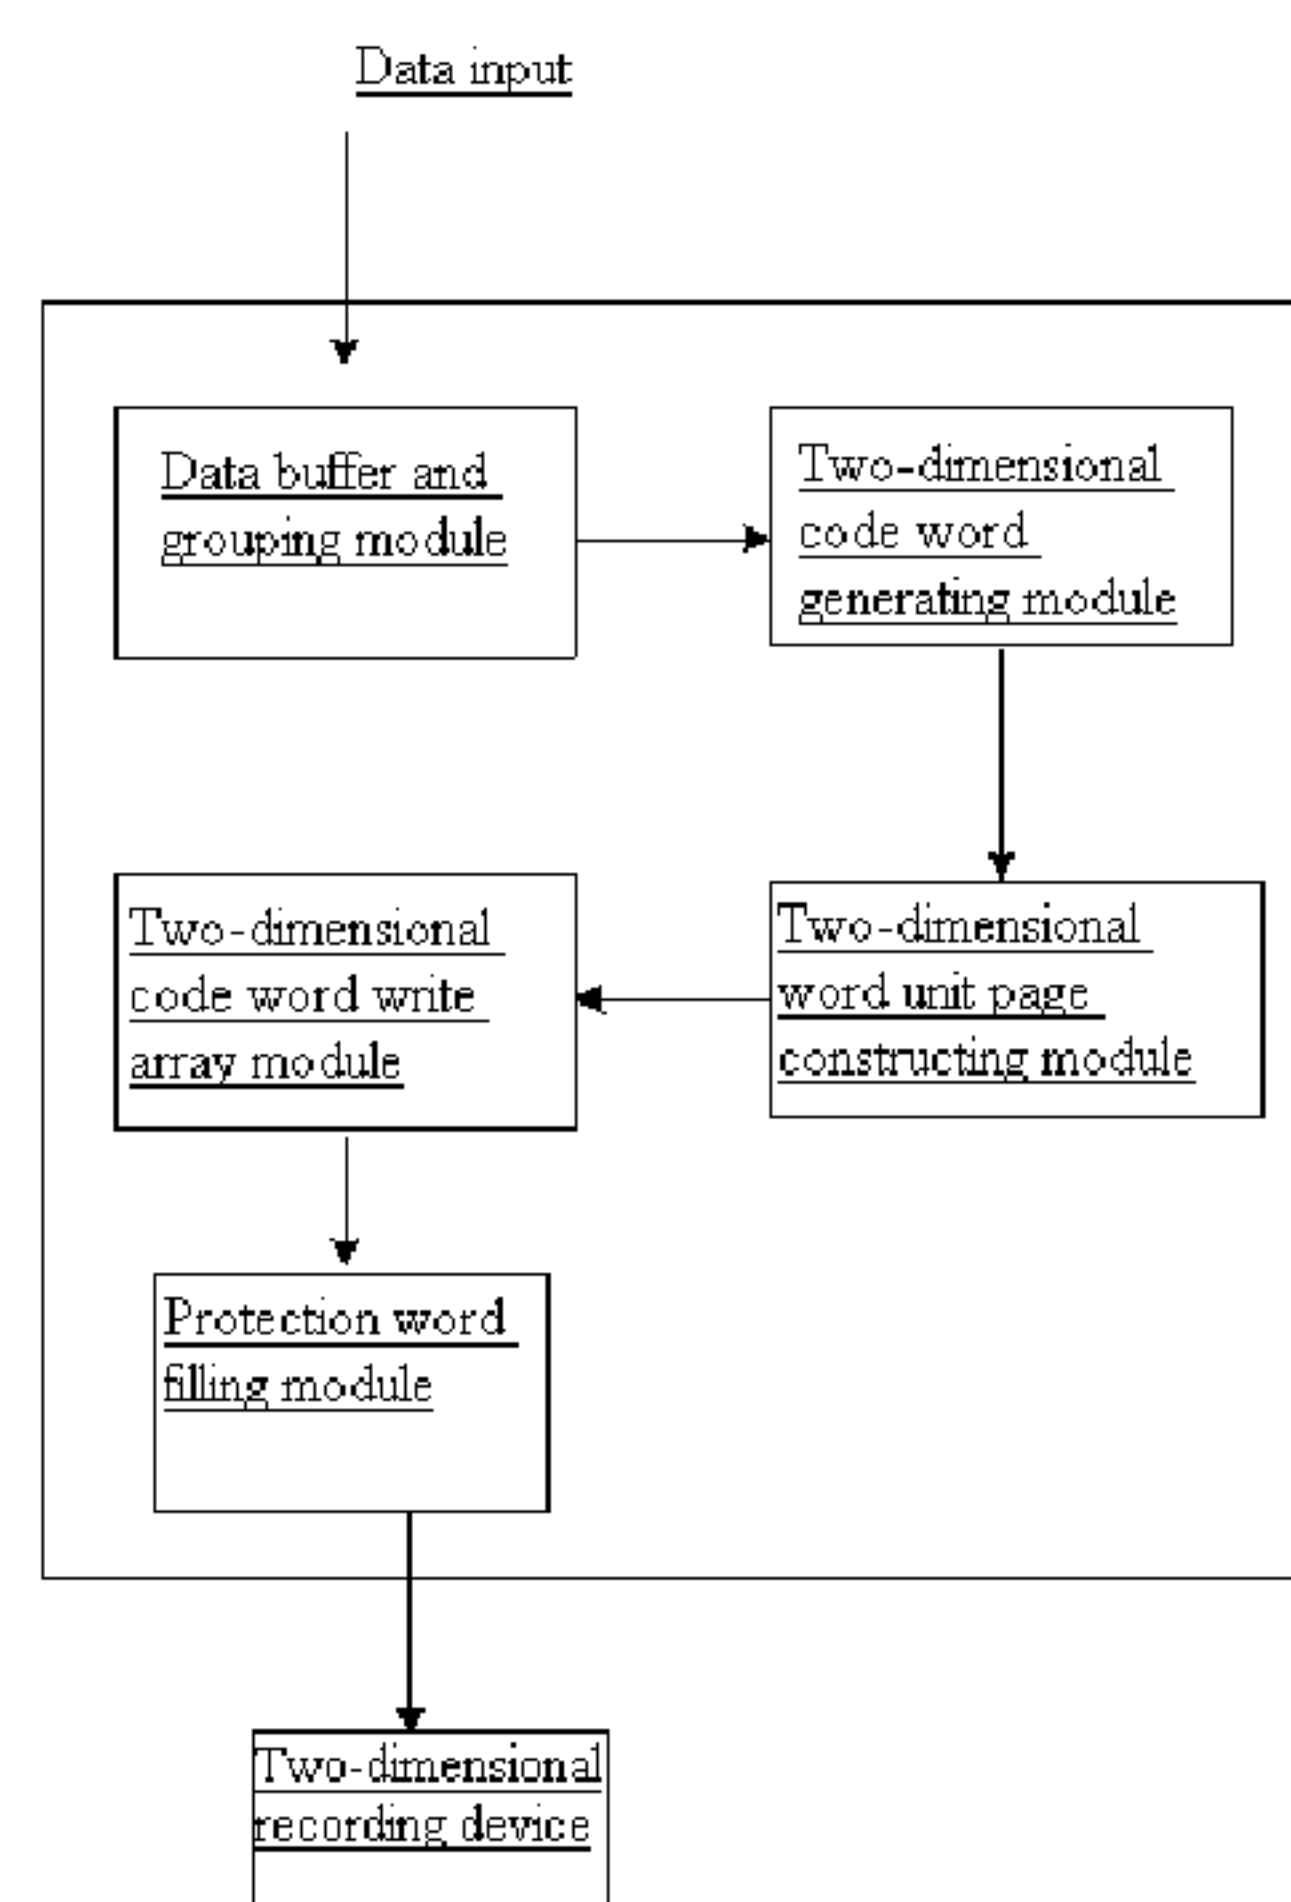 Data input
Data buffer and
grouping module
Two-dimensional
code word
generating module
Two-dimensional
code word write
array module
Two-dimensional
word unit page
constructing module
Protection word
filling module
Two-dimensional
recording device